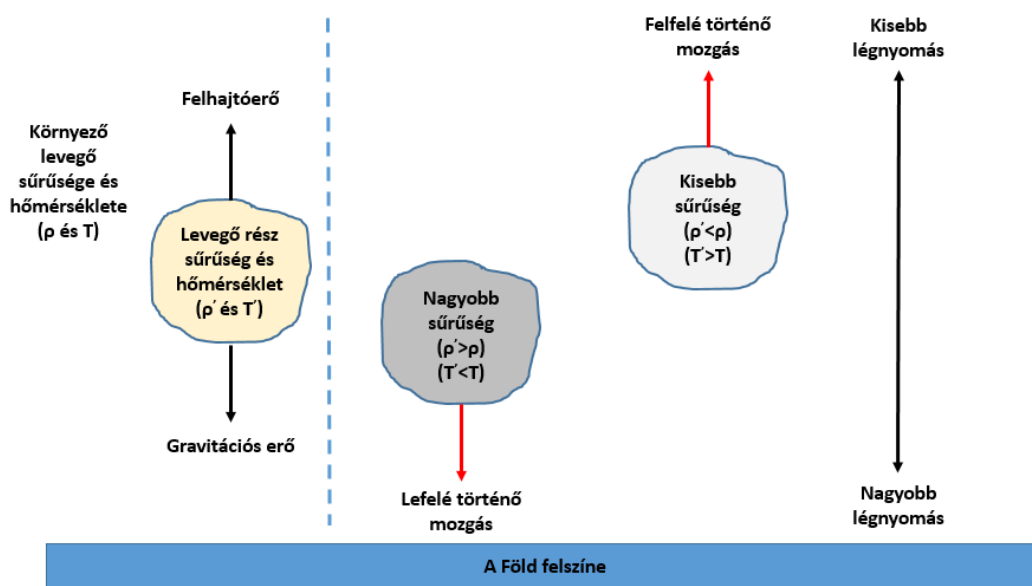 Környező
levegő
sűrűsége és
hőmérséklete
(ρ és T)
Felhajtóerő
Levegő rész
sűrűség és
hőmérséklet
(ρ′ és T′)
Gravitációs erő
Nagyobb
sűrűség
(ρ′>ρ)
(T′<T)
Lefelé történő
mozgás
Felfelé történő
mozgás
Kisebb
sűrűség
(ρ′<ρ)
(T′>T)
Kisebb
légnyomás
Nagyobb
légnyomás
A Föld felszíne